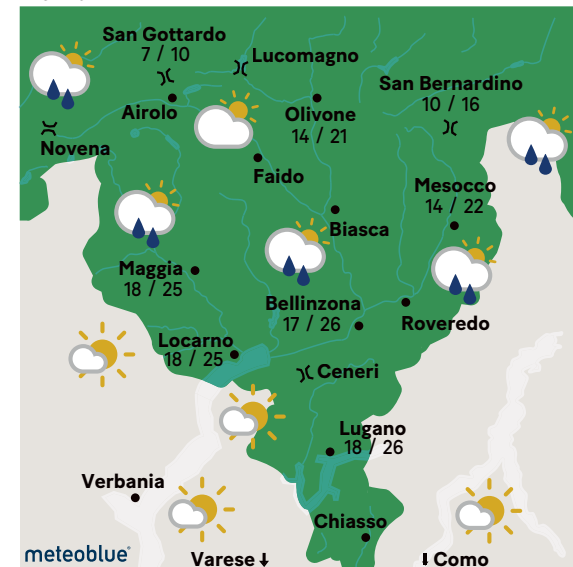 San Gottardo
7 / 10
Lucomagno
San Bernardino
10 / 16
Airolo
Olivone
14 / 21
Novena
Faido
Mesocco
14 / 22
Biasca
Maggia
18 / 25
Bellinzona
17 / 26
Roveredo
Locarno
18 / 25
Ceneri
Lugano
18 / 26
Verbania
Chiasso
meteoblue®
Varese ↓
↓ Como